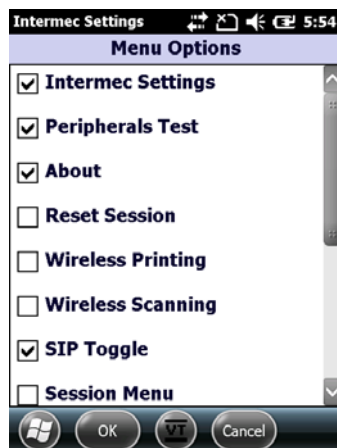 Intermec Settings 5:54
Menu Options
Intermec Settings
Peripherals Test
About
Reset Session
Wireless Printing
Wireless Scanning
SIP Toggle
Session Menu
OK VT Cancel